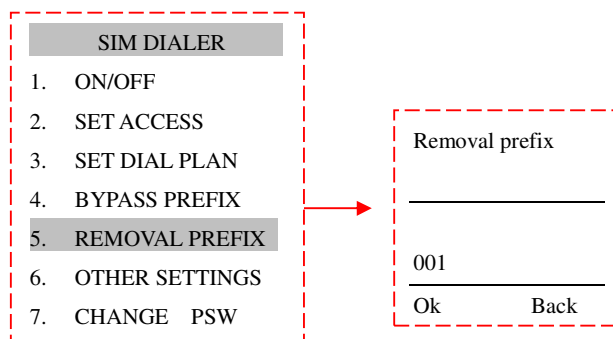 SIM DIALER
1. ON/OFF
2. SET ACCESS
3. SET DIAL PLAN
4. BYPASS PREFIX
5. REMOVAL PREFIX
6. OTHER SETTINGS
7. CHANGE PSW
Removal prefix
001
Ok Back